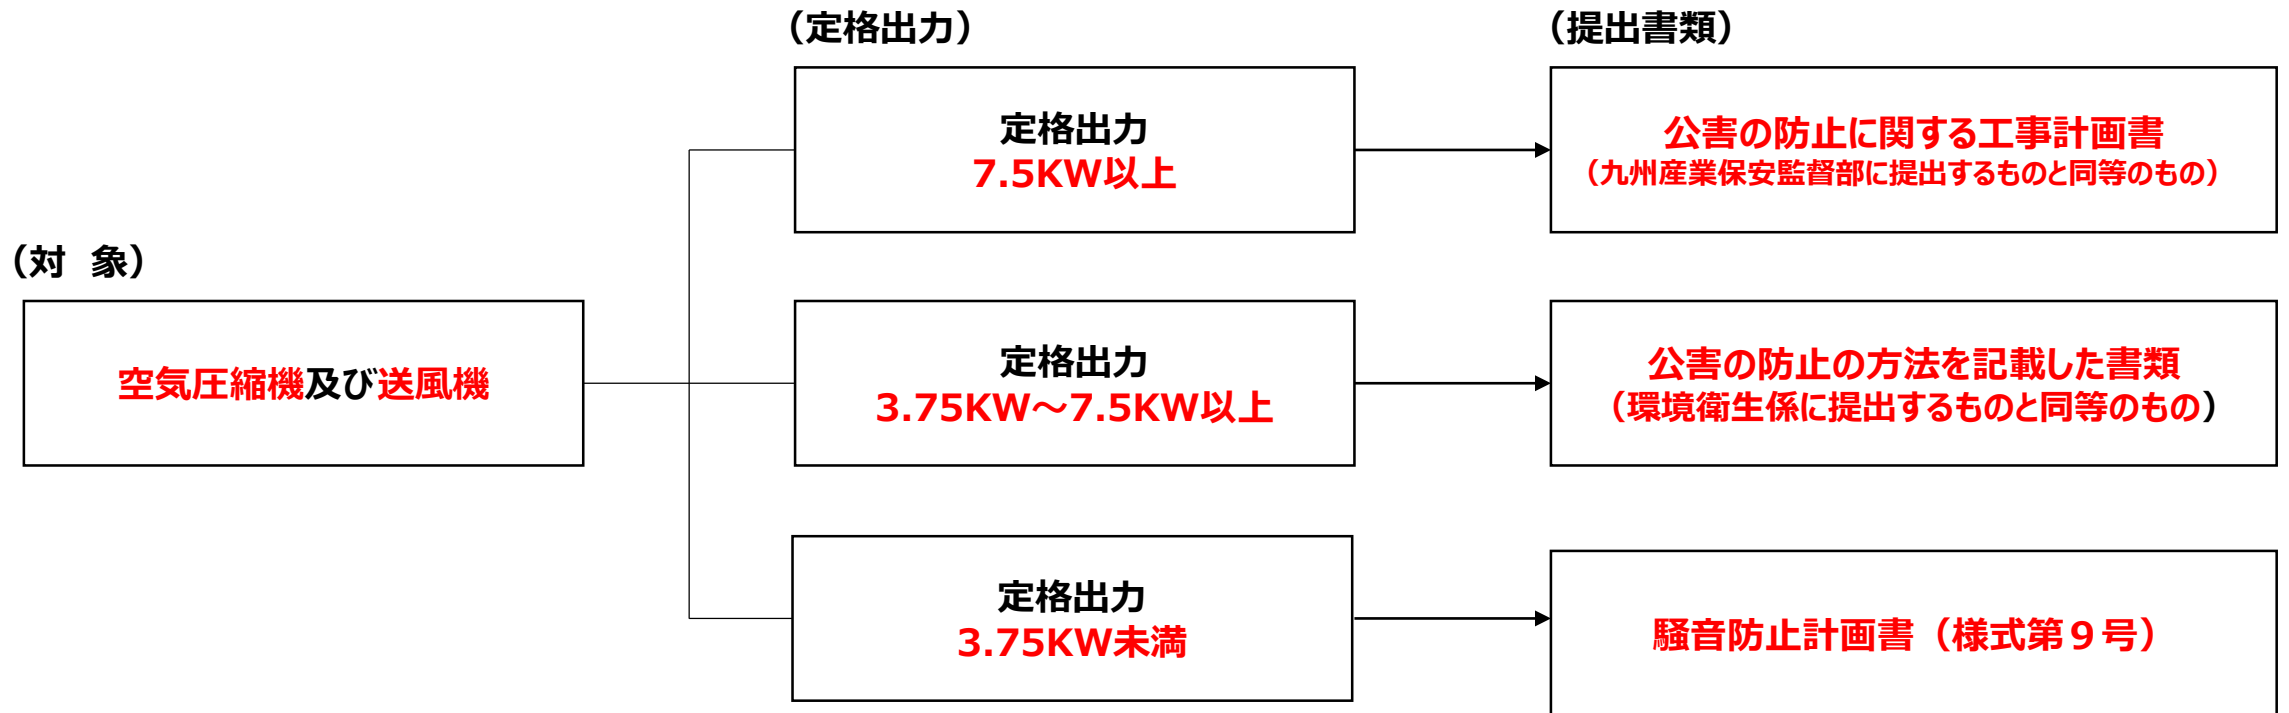 （定格出力）
（提出書類）
定格出力
7.5KW以上
公害の防止に関する工事計画書
（九州産業保安監督部に提出するものと同等のもの）
（対　象）
空気圧縮機及び送風機
定格出力
3.75KW～7.5KW以上
公害の防止の方法を記載した書類
（環境衛生係に提出するものと同等のもの）
定格出力
3.75KW未満
騒音防止計画書（様式第９号）